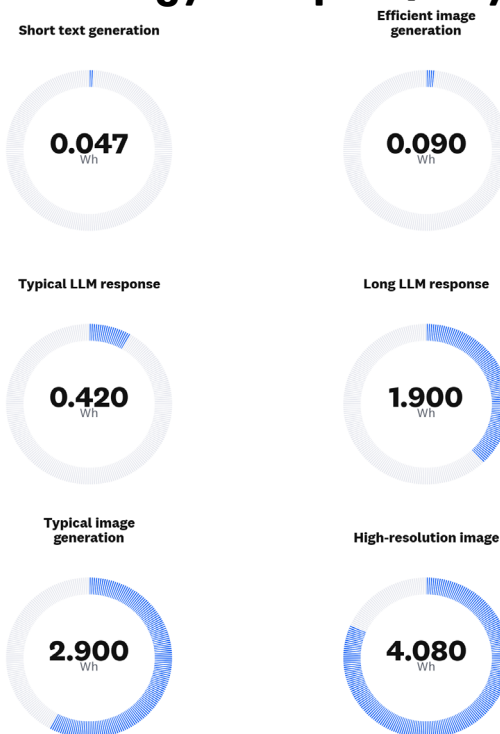 Short text generation
Efficient image
generation
0.047
Wh
0.090
Wh
Typical LLM response
Long LLM response
0.420
Wh
1.900
Wh
Typical image
generation
High-resolution image
2.900
Wh
4.080
Wh